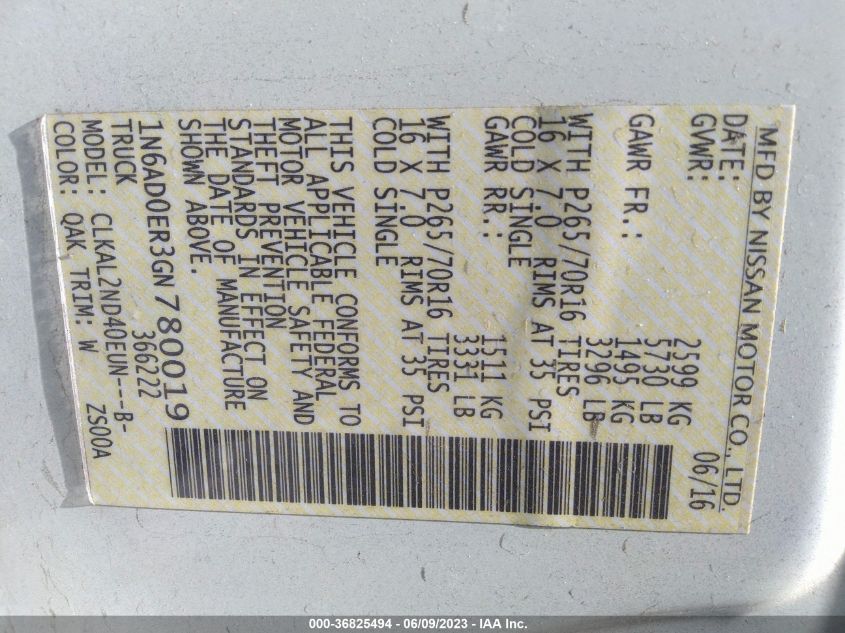 MFD BY NISSAN MOTOR CO., LTD.
DATE: 06/16
GVWR: 2599 KG
5730 LB
GAWR FR.: 1495 KG
3296 LB
WITH P265/70R16 TIRES
16 X 7.0 RIMS AT 35 PSI
COLD SINGLE
GAWR RR.: 1511 KG
3331 LB
WITH P265/70R16 TIRES
16 X 7.0 RIMS AT 35 PSI
COLD SINGLE
THIS VEHICLE CONFORMS TO
ALL APPLICABLE FEDERAL
MOTOR VEHICLE SAFETY AND
THEFT PREVENTION
STANDARDS IN EFFECT ON
THE DATE OF MANUFACTURE
SHOWN ABOVE.
1N6AD0ER3GN780019
TRUCK 366222
MODEL: CLKAL2ND40EUN---B-
COLOR: QAK TRIM: W ZS00A
000-36825494 - 06/09/2023 - IAA Inc.